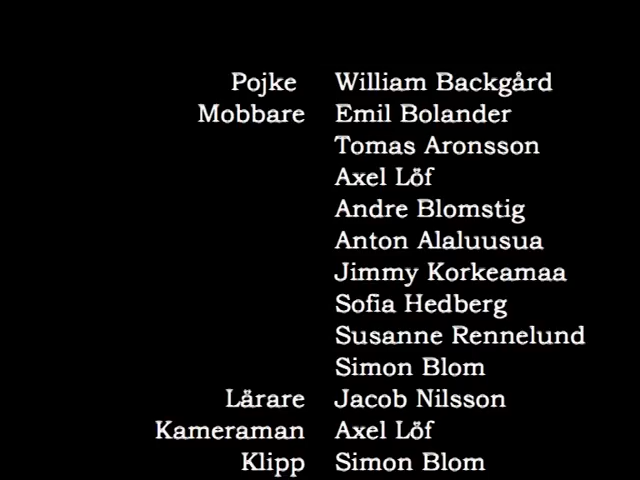 Pojke William Backgård
Mobbare Emil Bolander
Tomas Aronsson
Axel Löf
Andre Blomstig
Anton Alaluusua
Jimmy Korkeamaa
Sofia Hedberg
Susanne Rennelund
Simon Blom
Lärare Jacob Nilsson
Kameraman Axel Löf
Klipp Simon Blom